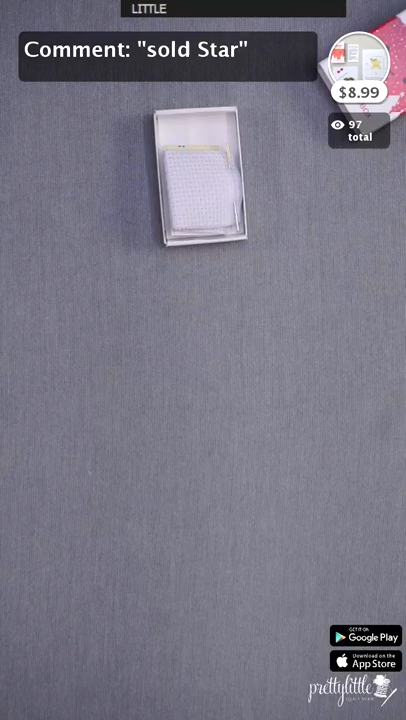 LITTLE
Comment: "sold Star"
$8.99
97
total
GET IT ON
Google Play
Download on the
App Store
prettylittle